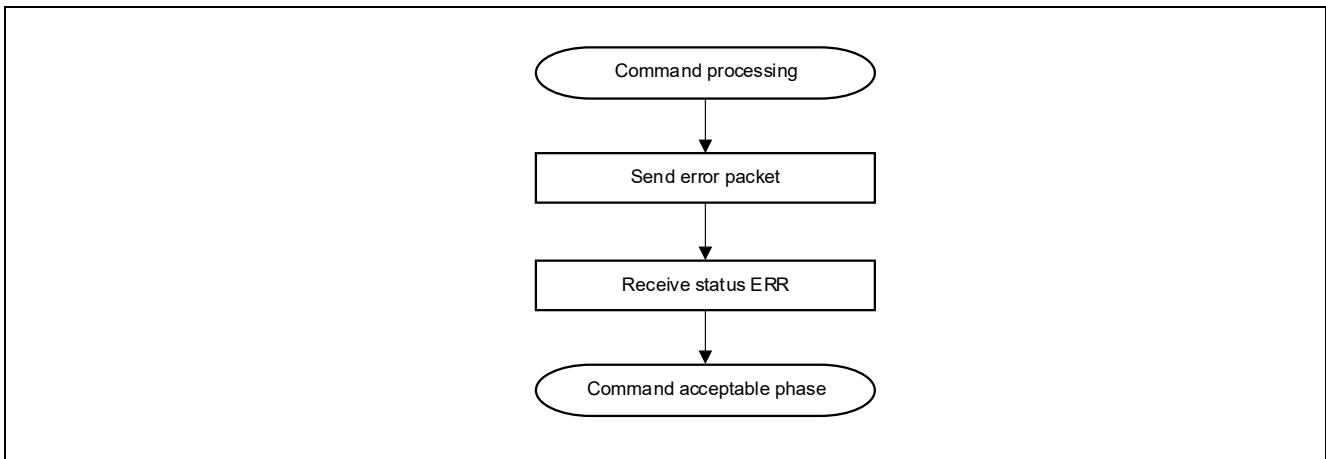 Command processing
Send error packet
Receive status ERR
Command acceptable phase